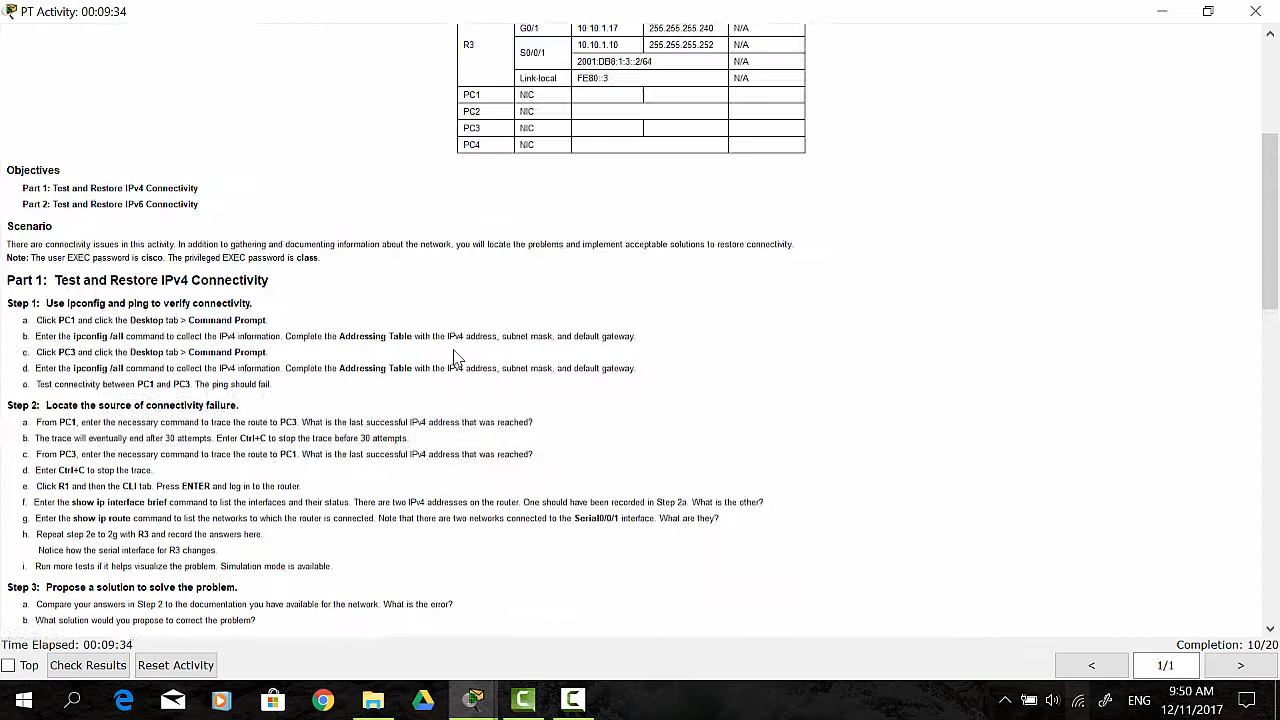 PT Activity: 00:09:34
G0/1 10.10.1.17 255.255.255.240 N/A
R3 S0/0/1 10.10.1.10 255.255.255.252 N/A
2001:DB8:1:3::2/64 N/A
Link-local FE80::3 N/A
PC1 NIC
PC2 NIC
PC3 NIC
PC4 NIC
Objectives
Part 1: Test and Restore IPv4 Connectivity
Part 2: Test and Restore IPv6 Connectivity
Scenario
There are connectivity issues in this activity. In addition to gathering and documenting information about the network, you will locate the problems and implement acceptable solutions to restore connectivity.
Note: The user EXEC password is cisco. The privileged EXEC password is class.
Part 1: Test and Restore IPv4 Connectivity
Step 1: Use ipconfig and ping to verify connectivity.
a. Click PC1 and click the Desktop tab > Command Prompt.
b. Enter the ipconfig /all command to collect the IPv4 information. Complete the Addressing Table with the IPv4 address, subnet mask, and default gateway.
c. Click PC3 and click the Desktop tab > Command Prompt.
d. Enter the ipconfig /all command to collect the IPv4 information. Complete the Addressing Table with the IPv4 address, subnet mask, and default gateway.
e. Test connectivity between PC1 and PC3. The ping should fail.
Step 2: Locate the source of connectivity failure.
a. From PC1, enter the necessary command to trace the route to PC3. What is the last successful IPv4 address that was reached?
b. The trace will eventually end after 30 attempts. Enter Ctrl+C to stop the trace before 30 attempts.
c. From PC3, enter the necessary command to trace the route to PC1. What is the last successful IPv4 address that was reached?
d. Enter Ctrl+C to stop the trace.
e. Click R1 and then the CLI tab. Press ENTER and log in to the router.
f. Enter the show ip interface brief command to list the interfaces and their status. There are two IPv4 addresses on the router. One should have been recorded in Step 2a. What is the other?
g. Enter the show ip route command to list the networks to which the router is connected. Note that there are two networks connected to the Serial0/0/1 interface. What are they?
h. Repeat step 2e to 2g with R3 and record the answers here.
Notice how the serial interface for R3 changes.
i. Run more tests if it helps visualize the problem. Simulation mode is available.
Step 3: Propose a solution to solve the problem.
a. Compare your answers in Step 2 to the documentation you have available for the network. What is the error?
b. What solution would you propose to correct the problem?
Time Elapsed: 00:09:34 Completion: 10/20
Top Check Results Reset Activity < 1/1 >
ENG 9:50 AM
12/11/2017